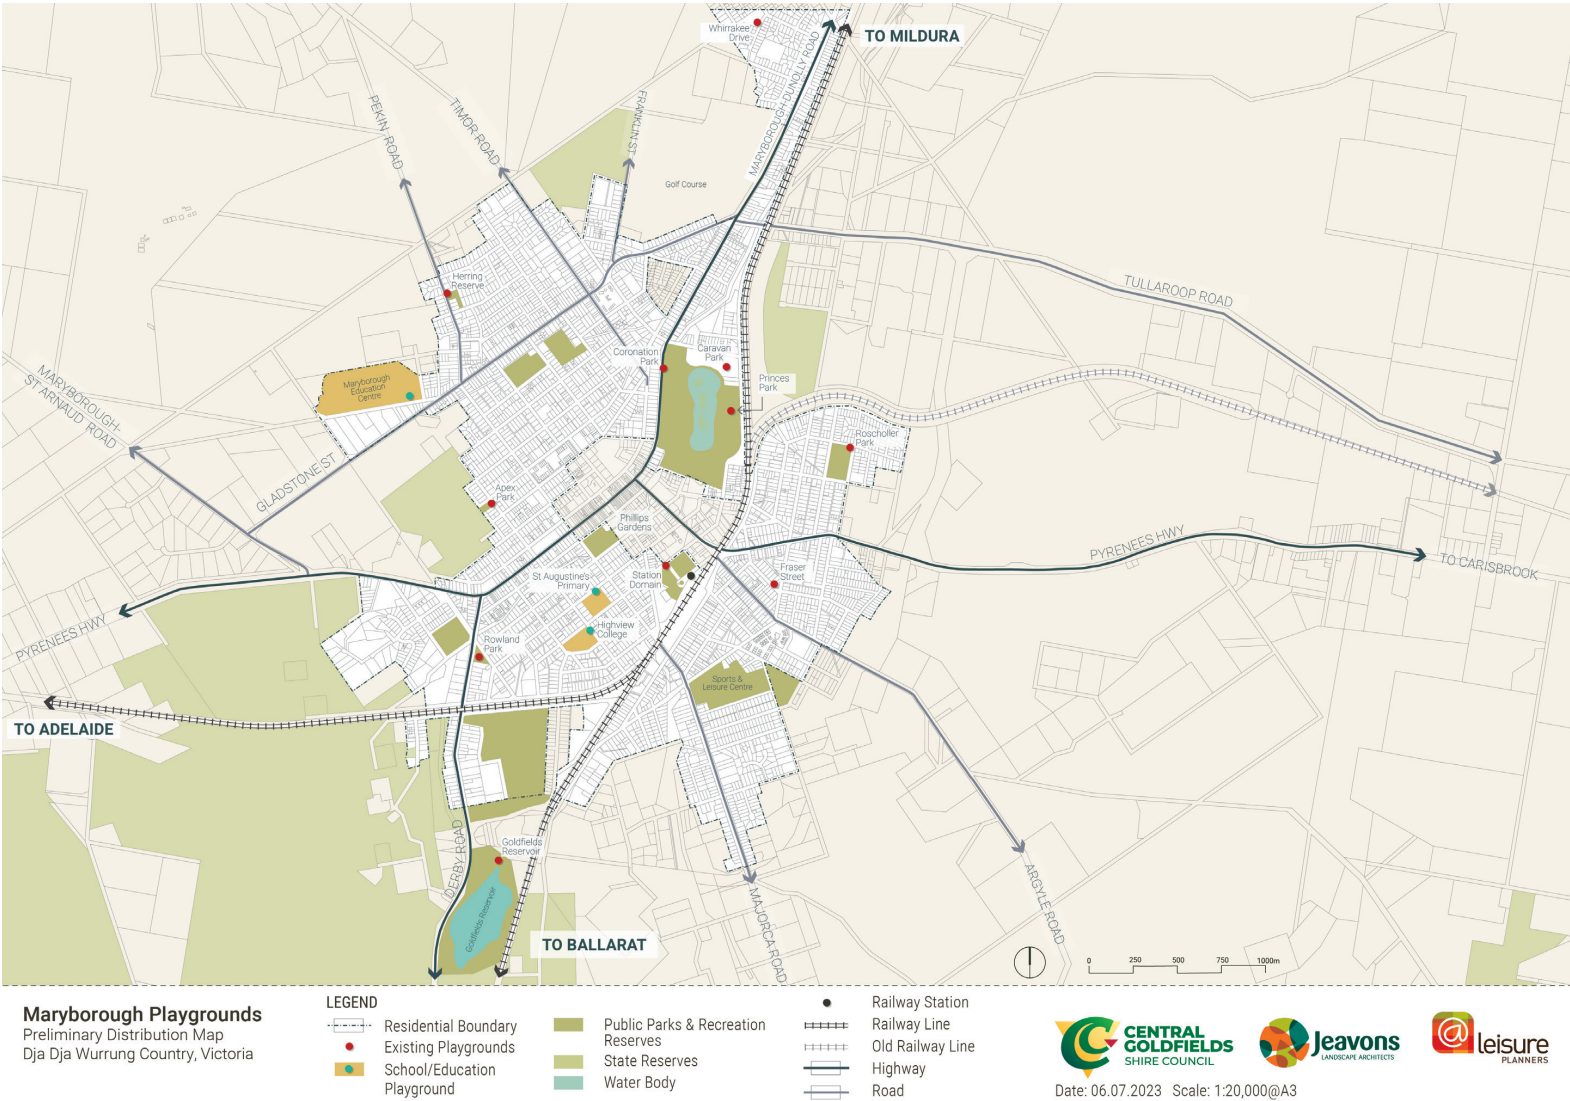 Whirrakee
Drive
TO MILDURA
PEKIN ROAD
TIMOR ROAD
FRANKLIN ST
MARYBOROUGH-DUNOLLY ROAD
Golf Course
Herring
Reserve
TULLAROOP ROAD
Coronation
Park
Caravan
Park
Princes
Park
Maryborough
Education
Centre
MARYBOROUGH-
ST ARNAUD ROAD
Roscholler
Park
GLADSTONE ST
Apex
Park
Phillips
Gardens
PYRENEES HWY
TO CARISBROOK
St Augustine's
Primary
Station
Domain
Fraser
Street
Highview
College
PYRENEES HWY
Rowland
Park
Sports &
Leisure Centre
TO ADELAIDE
DERBY ROAD
Goldfields
Reservoir
Goldfields Reservoir
MAJORCA ROAD
ARGYLE ROAD
TO BALLARAT
0 250 500 750 1000m
Maryborough Playgrounds
Preliminary Distribution Map
Dja Dja Wurrung Country, Victoria
LEGEND
Residential Boundary
Existing Playgrounds
School/Education
Playground
Public Parks & Recreation
Reserves
State Reserves
Water Body
Railway Station
Railway Line
Old Railway Line
Highway
Road
CENTRAL
GOLDFIELDS
SHIRE COUNCIL
Jeavons
LANDSCAPE ARCHITECTS
@leisure
PLANNERS
Date: 06.07.2023 Scale: 1:20,000@A3